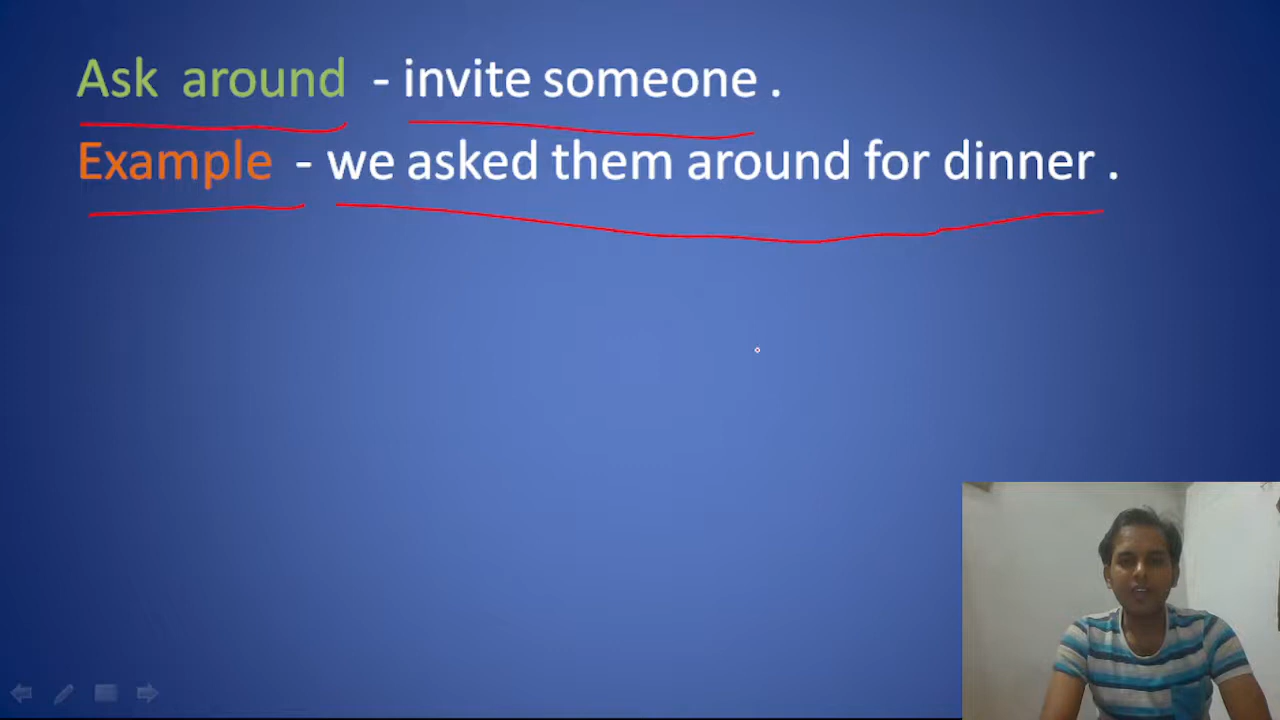 Ask around - invite someone .
Example - we asked them around for dinner .